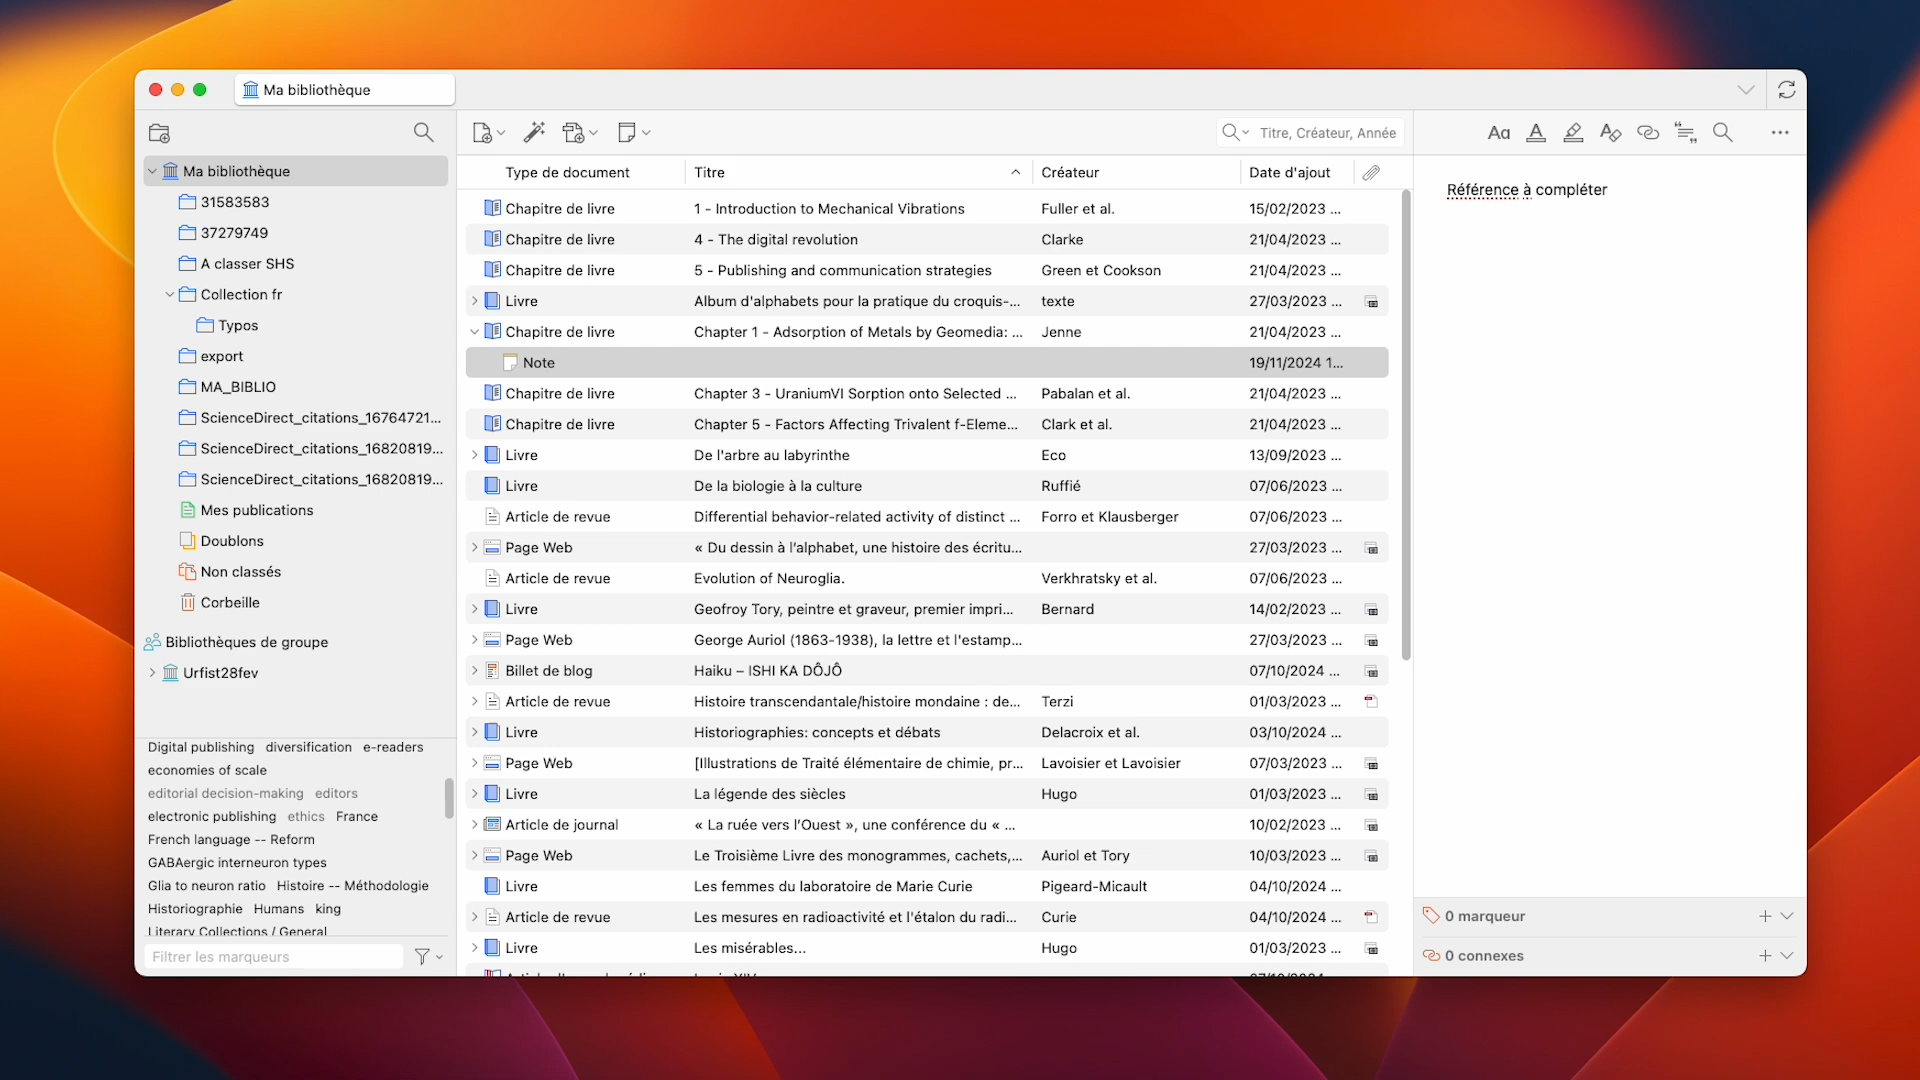 Ma bibliothèque
Titre, Créateur, Année
Ma bibliothèque
31583583
37279749
A classer SHS
Collection fr
Typos
export
MA_BIBLIO
ScienceDirect_citations_16764721...
ScienceDirect_citations_16820819...
ScienceDirect_citations_16820819...
Mes publications
Doublons
Non classés
Corbeille
Bibliothèques de groupe
Urfist28fev
Digital publishing diversification e-readers
economies of scale
editorial decision-making editors
electronic publishing ethics France
French language -- Reform
GABAergic interneuron types
Glia to neuron ratio Histoire -- Méthodologie
Historiographie Humans king
Literary Collections / General
Filtrer les marqueurs
Type de document Titre Créateur Date d'ajout
Chapitre de livre 1 - Introduction to Mechanical Vibrations Fuller et al. 15/02/2023 ...
Chapitre de livre 4 - The digital revolution Clarke 21/04/2023 ...
Chapitre de livre 5 - Publishing and communication strategies Green et Cookson 21/04/2023 ...
Livre Album d'alphabets pour la pratique du croquis-... texte 27/03/2023 ...
Chapitre de livre Chapter 1 - Adsorption of Metals by Geomedia: ... Jenne 21/04/2023 ...
Note 19/11/2024 1...
Chapitre de livre Chapter 3 - UraniumVI Sorption onto Selected ... Pabalan et al. 21/04/2023 ...
Chapitre de livre Chapter 5 - Factors Affecting Trivalent f-Eleme... Clark et al. 21/04/2023 ...
Livre De l'arbre au labyrinthe Eco 13/09/2023 ...
Livre De la biologie à la culture Ruffié 07/06/2023 ...
Article de revue Differential behavior-related activity of distinct ... Forro et Klausberger 07/06/2023 ...
Page Web « Du dessin à l’alphabet, une histoire des écritu... 27/03/2023 ...
Article de revue Evolution of Neuroglia. Verkhratsky et al. 07/06/2023 ...
Livre Geofroy Tory, peintre et graveur, premier impri... Bernard 14/02/2023 ...
Page Web George Auriol (1863-1938), la lettre et l'estamp... 27/03/2023 ...
Billet de blog Haiku – ISHI KA DÔJÔ 07/10/2024 ...
Article de revue Histoire transcendantale/histoire mondaine : de... Terzi 01/03/2023 ...
Livre Historiographies: concepts et débats Delacroix et al. 03/10/2024 ...
Page Web [Illustrations de Traité élémentaire de chimie, pr... Lavoisier et Lavoisier 07/03/2023 ...
Livre La légende des siècles Hugo 01/03/2023 ...
Article de journal « La ruée vers l’Ouest », une conférence du « ... 10/02/2023 ...
Page Web Le Troisième Livre des monogrammes, cachets,... Auriol et Tory 10/03/2023 ...
Livre Les femmes du laboratoire de Marie Curie Pigeard-Micault 04/10/2024 ...
Article de revue Les mesures en radioactivité et l'étalon du radi... Curie 04/10/2024 ...
Livre Les misérables... Hugo 01/03/2023 ...
Aa A
Référence à compléter
0 marqueur
0 connexes